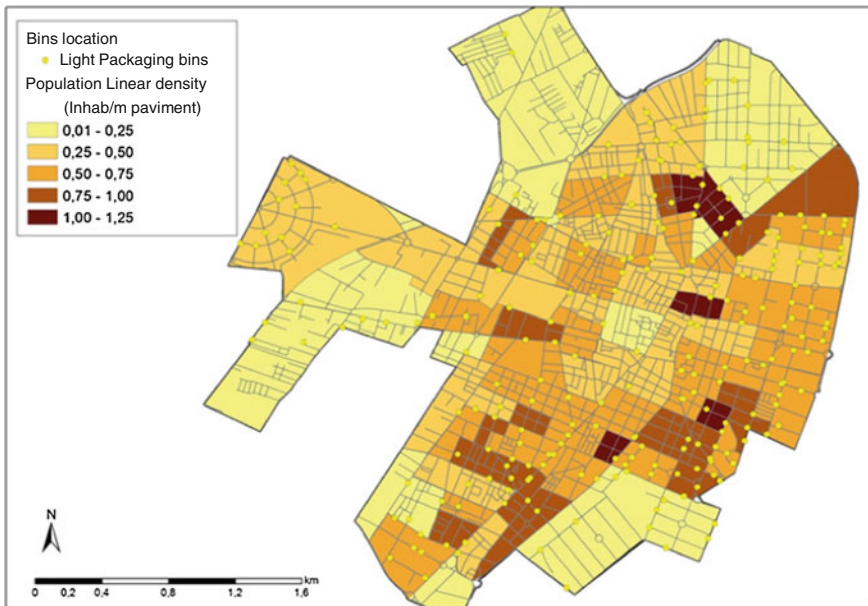 Bins location
Light Packaging bins
Population Linear density
(Inhab/m paviment)
0,01 - 0,25
0,25 - 0,50
0,50 - 0,75
0,75 - 1,00
1,00 - 1,25
N
km
0 0,2 0,4 0,8 1,2 1,6